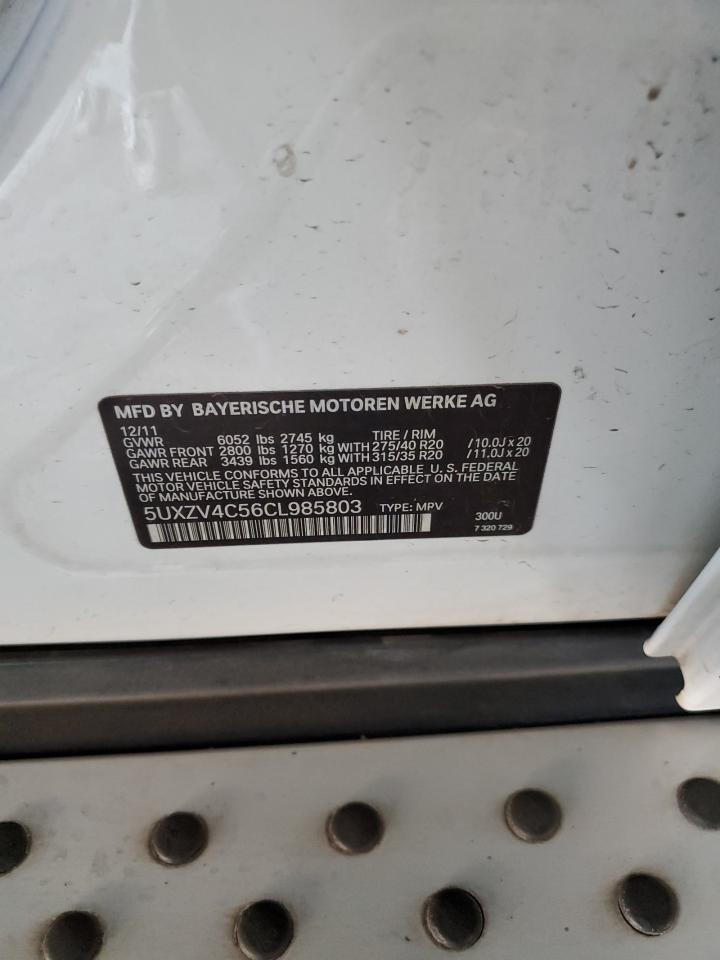 MFD BY BAYERISCHE MOTOREN WERKE AG
12/11
GVWR 6052 lbs 2745 kg TIRE / RIM
GAWR FRONT 2800 lbs 1270 kg WITH 275/40 R20 /10.0J x 20
GAWR REAR 3439 lbs 1560 kg WITH 315/35 R20 /11.0J x 20
THIS VEHICLE CONFORMS TO ALL APPLICABLE U. S. FEDERAL
MOTOR VEHICLE SAFETY STANDARDS IN EFFECT ON THE DATE
OF MANUFACTURE SHOWN ABOVE.
5UXZV4C56CL985803 TYPE: MPV 300U
7 320 729